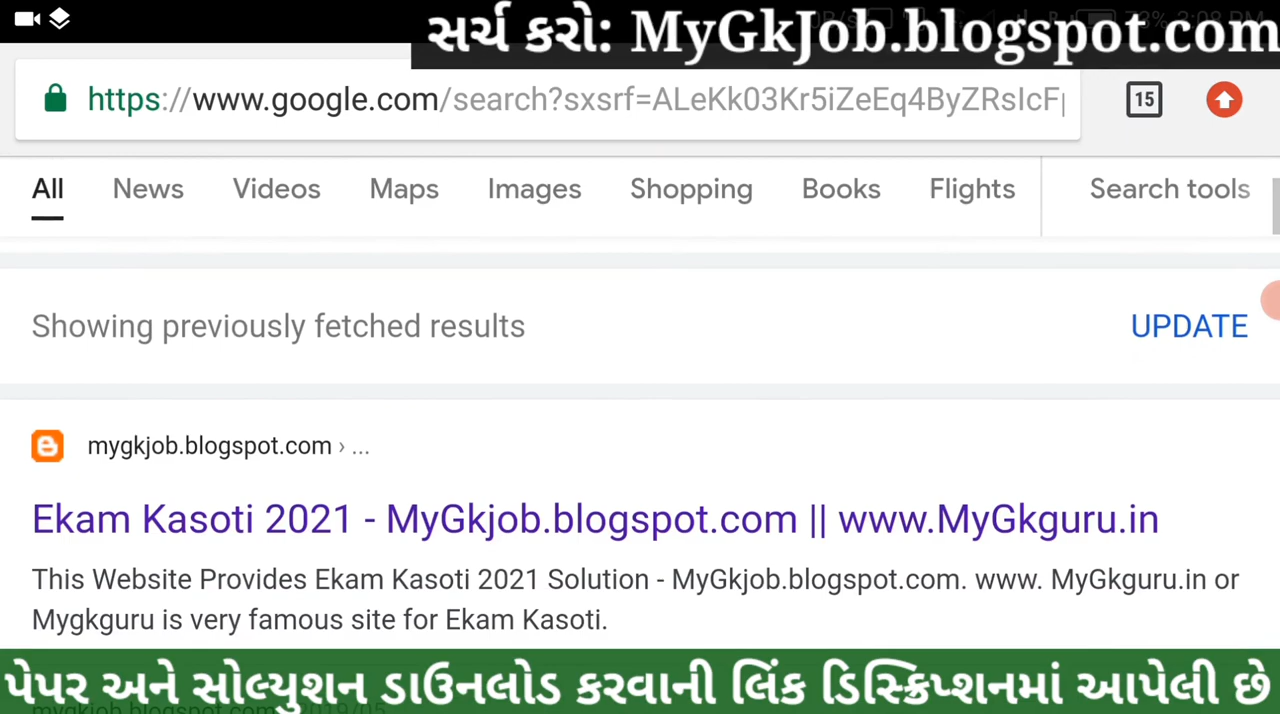 સર્ચ કરો: MyGkJob.blogspot.com
https://www.google.com/search?sxsrf=ALeKk03Kr5iZeEq4ByZRsIcF
15
All News Videos Maps Images Shopping Books Flights Search tools
Showing previously fetched results UPDATE
mygkjob.blogspot.com › ...
Ekam Kasoti 2021 - MyGkjob.blogspot.com || www.MyGkguru.in
This Website Provides Ekam Kasoti 2021 Solution - MyGkjob.blogspot.com. www. MyGkguru.in or
Mygkguru is very famous site for Ekam Kasoti.
પેપર અને સોલ્યુશન ડાઉનલોડ કરવાની લિંક ડિસ્ક્રિપ્શનમાં આપેલી છે